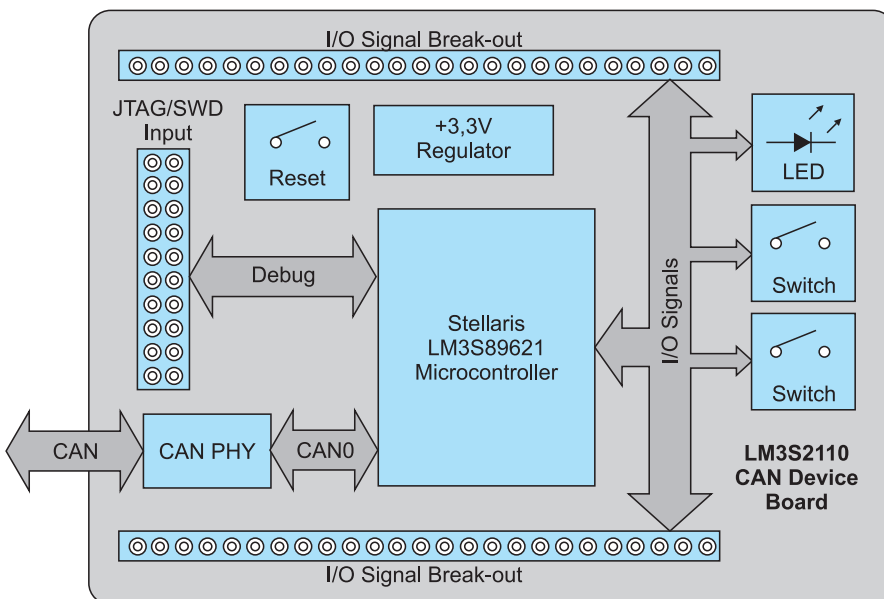 I/O Signal Break-out
JTAG/SWD
Input
Reset
+3,3V
Regulator
LED
Debug
Stellaris
LM3S89621
Microcontroller
I/O Signals
Switch
Switch
CAN
CAN PHY
CAN0
LM3S2110
CAN Device
Board
I/O Signal Break-out